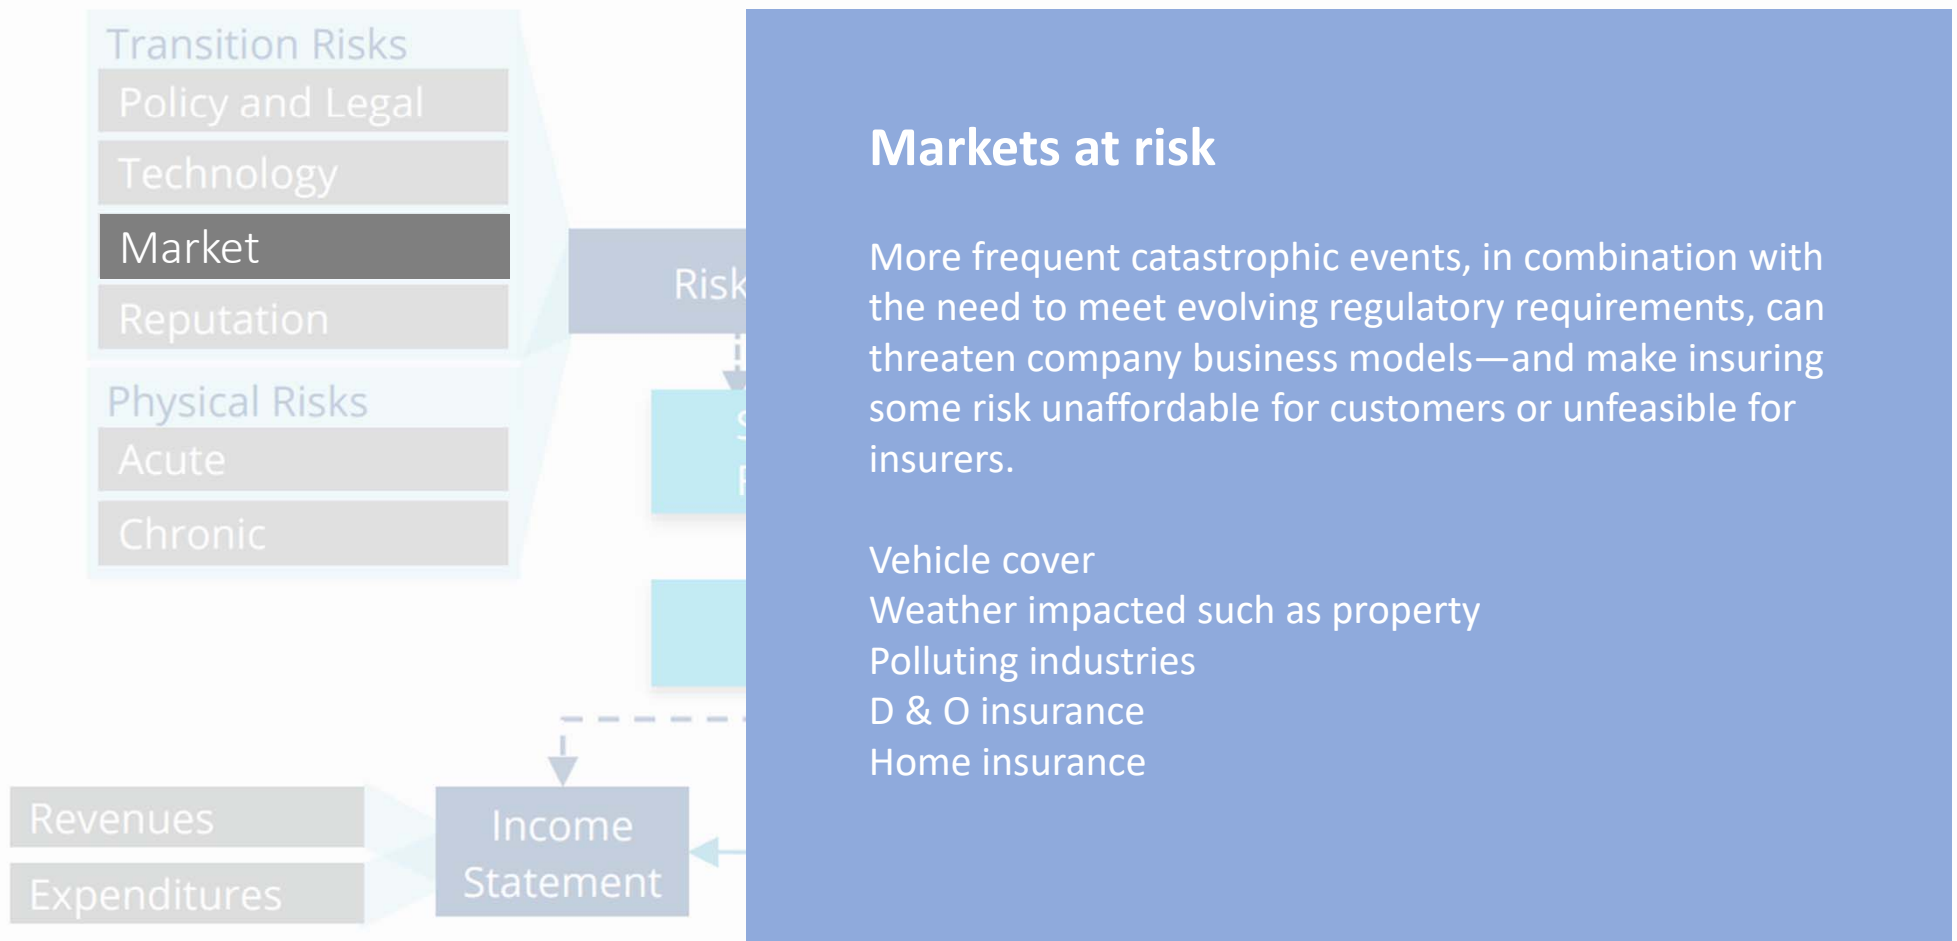 Transition Risks
Policy and Legal
Technology
Market
Reputation
Physical Risks
Acute
Chronic
Risk
Revenues
Expenditures
Income
Statement
Markets at risk
More frequent catastrophic events, in combination with
the need to meet evolving regulatory requirements, can
threaten company business models—and make insuring
some risk unaffordable for customers or unfeasible for
insurers.
Vehicle cover
Weather impacted such as property
Polluting industries
D & O insurance
Home insurance